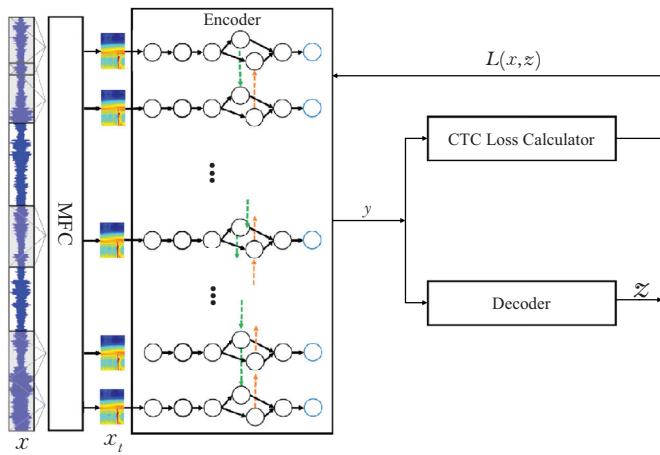 Encoder
L(x,z)
CTC Loss Calculator
MFC
y
Decoder
z
x
x_t